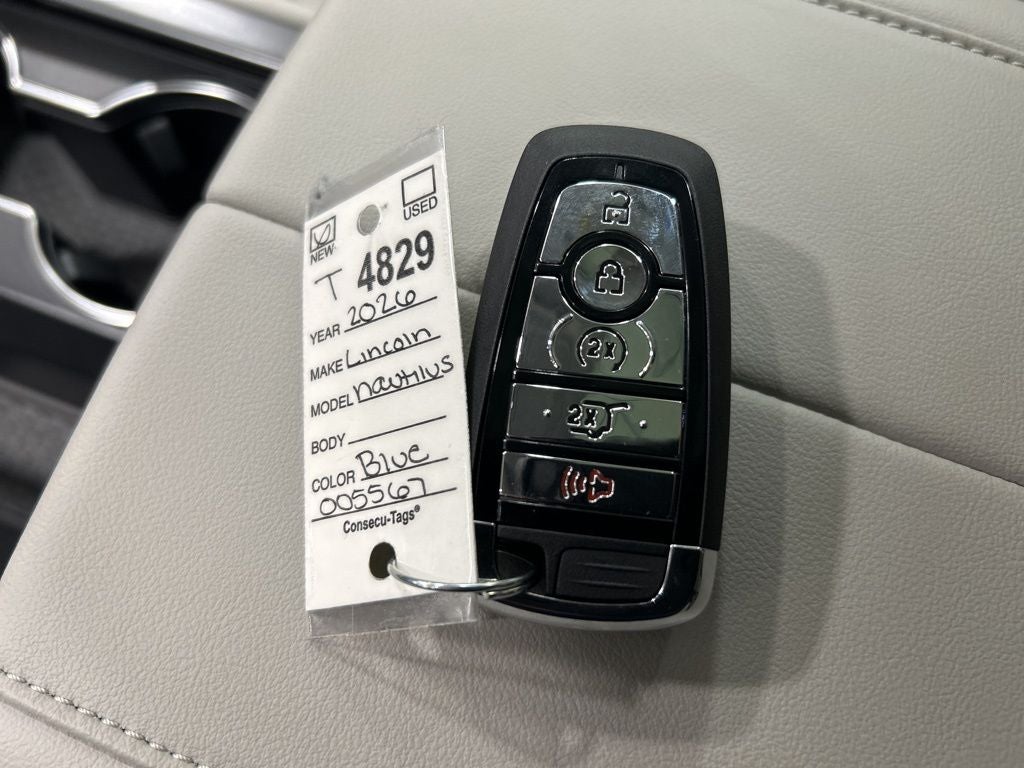 NEW
USED
T 4829
YEAR 2026
MAKE Lincoln
MODEL nautilus
BODY
COLOR Blue
005567
Consecu-Tags®
2x
2x